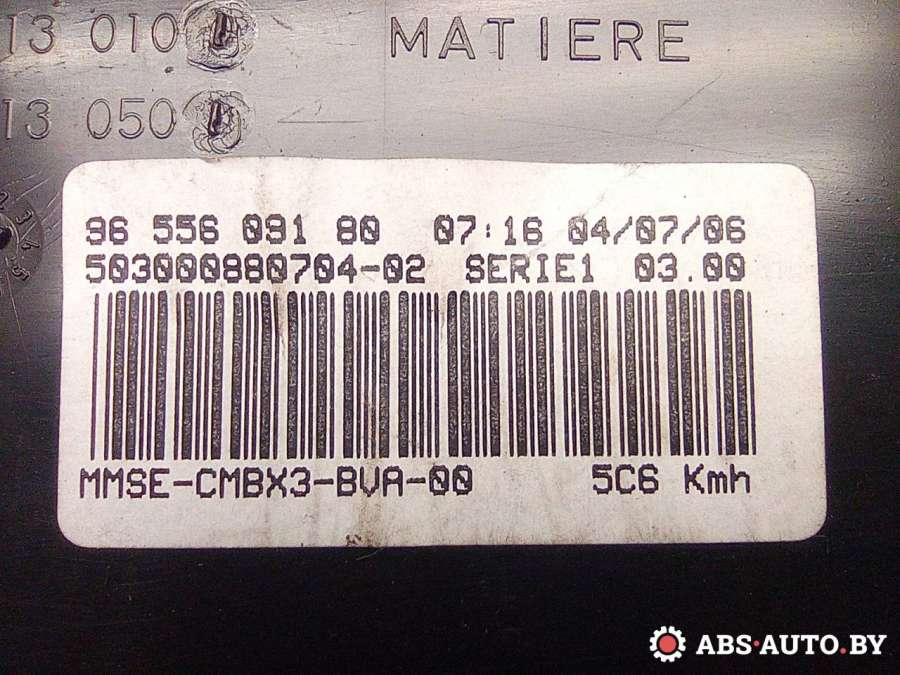 13 010
MATIERE
13 050
96 556 091 80 07:16 04/07/06
503000880704-02 SERIE1 03.00
MMSE-CMBX3-BVA-00 5C6 Kmh
ABS-AUTO.BY